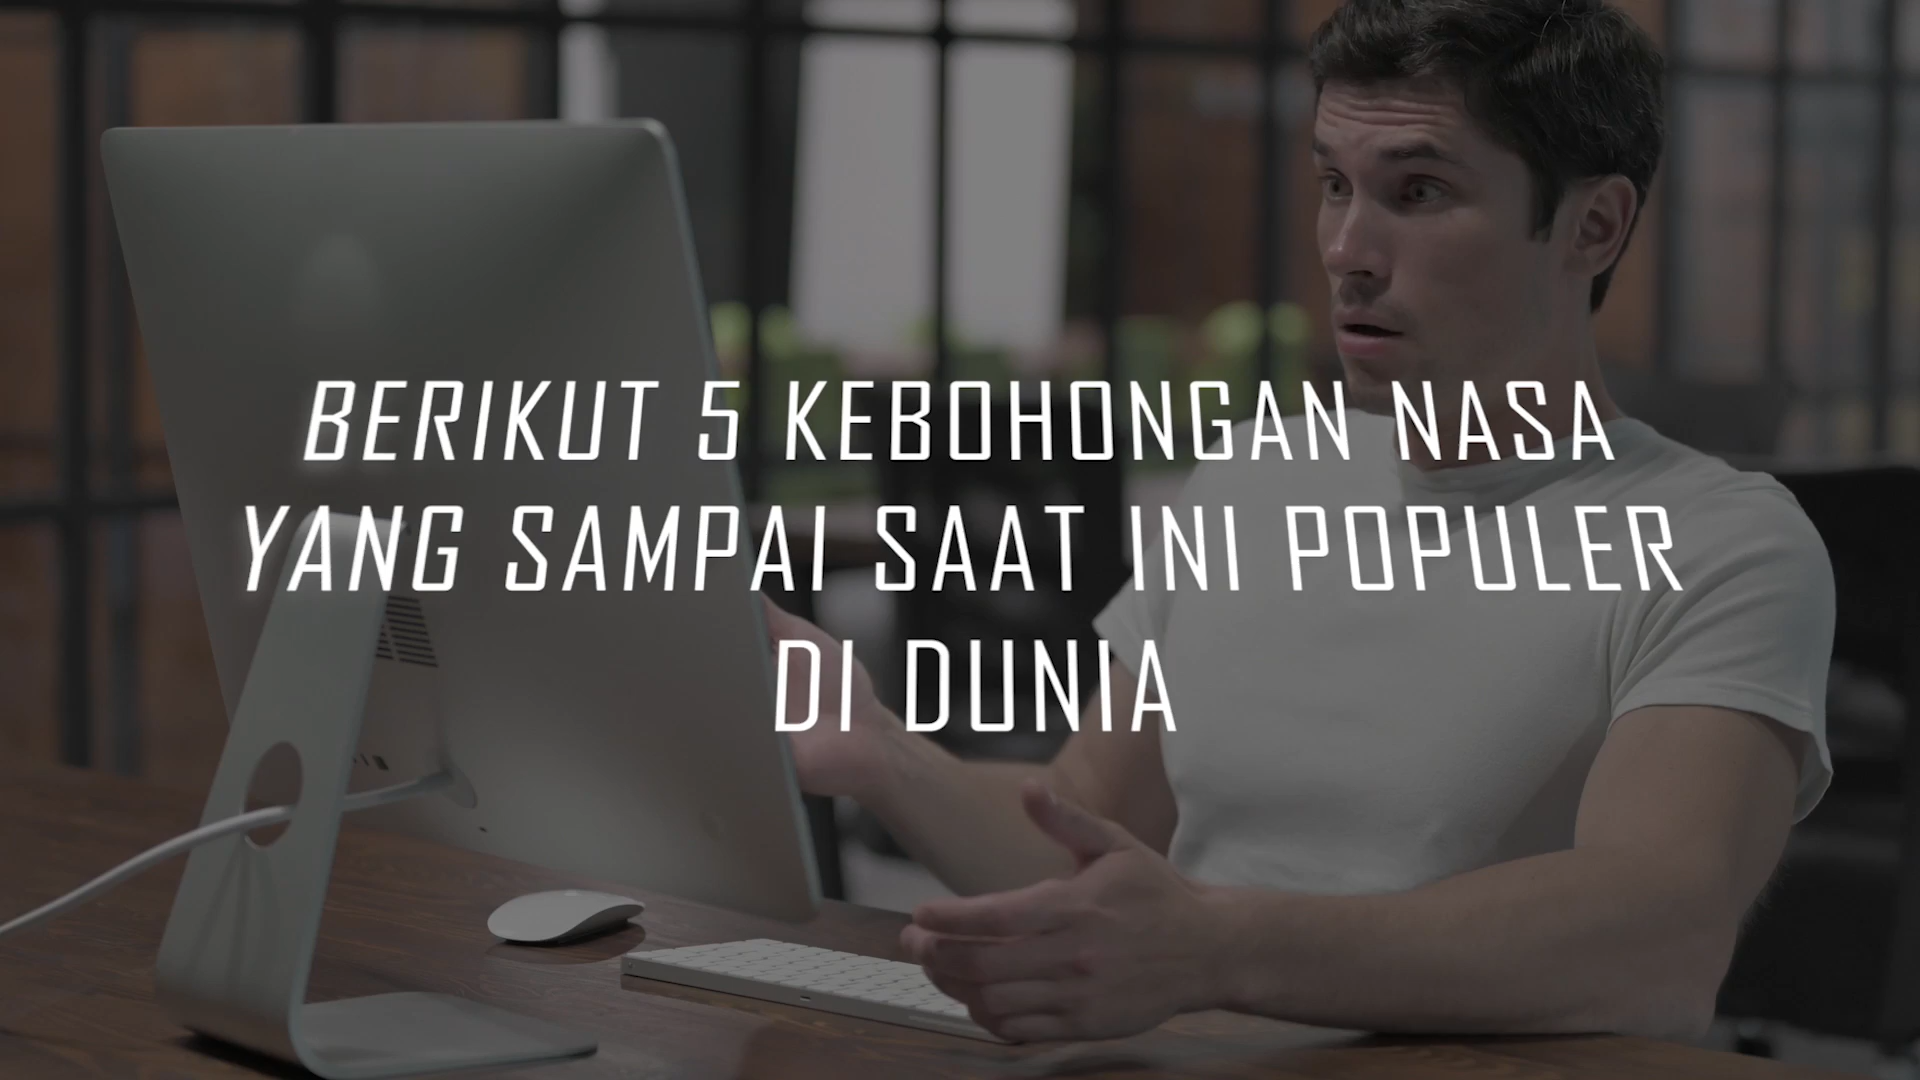 BERIKUT 5 KEBOHONGAN NASA
YANG SAMPAI SAAT INI POPULER
DI DUNIA